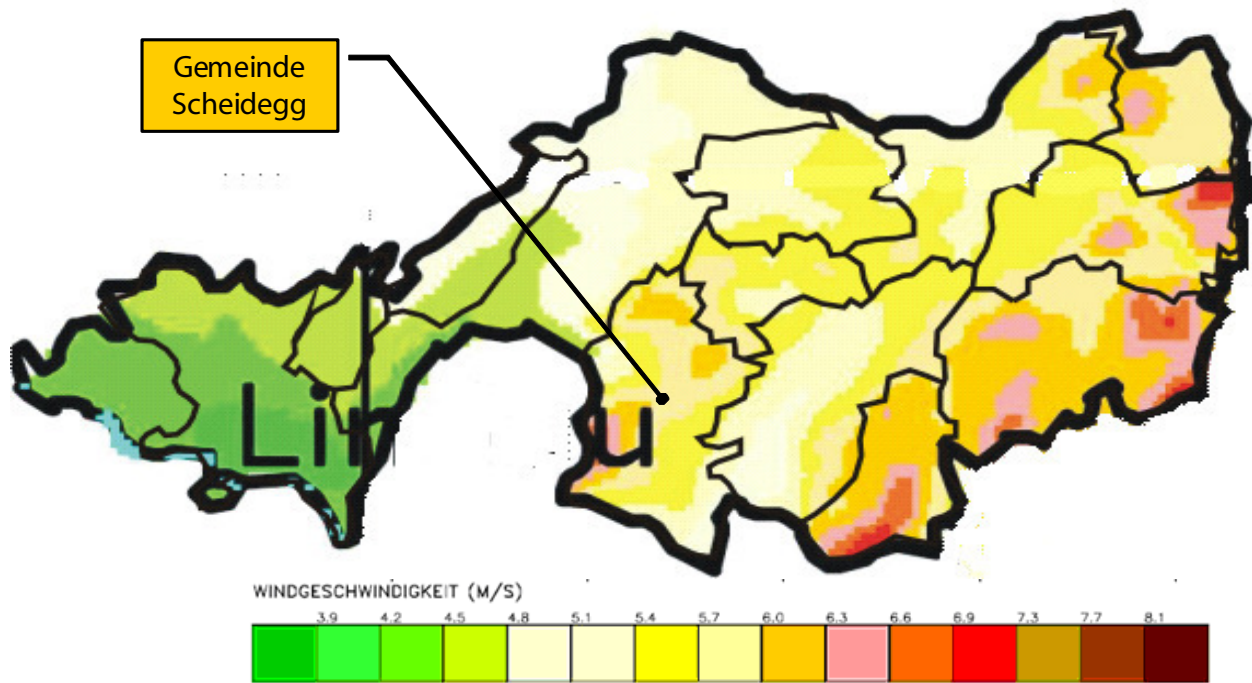 Gemeinde
Scheidegg
Li u
WINDGESCHWINDIGKEIT (M/S)
3.9 4.2 4.5 4.8 5.1 5.4 5.7 6.0 6.3 6.6 6.9 7.3 7.7 8.1